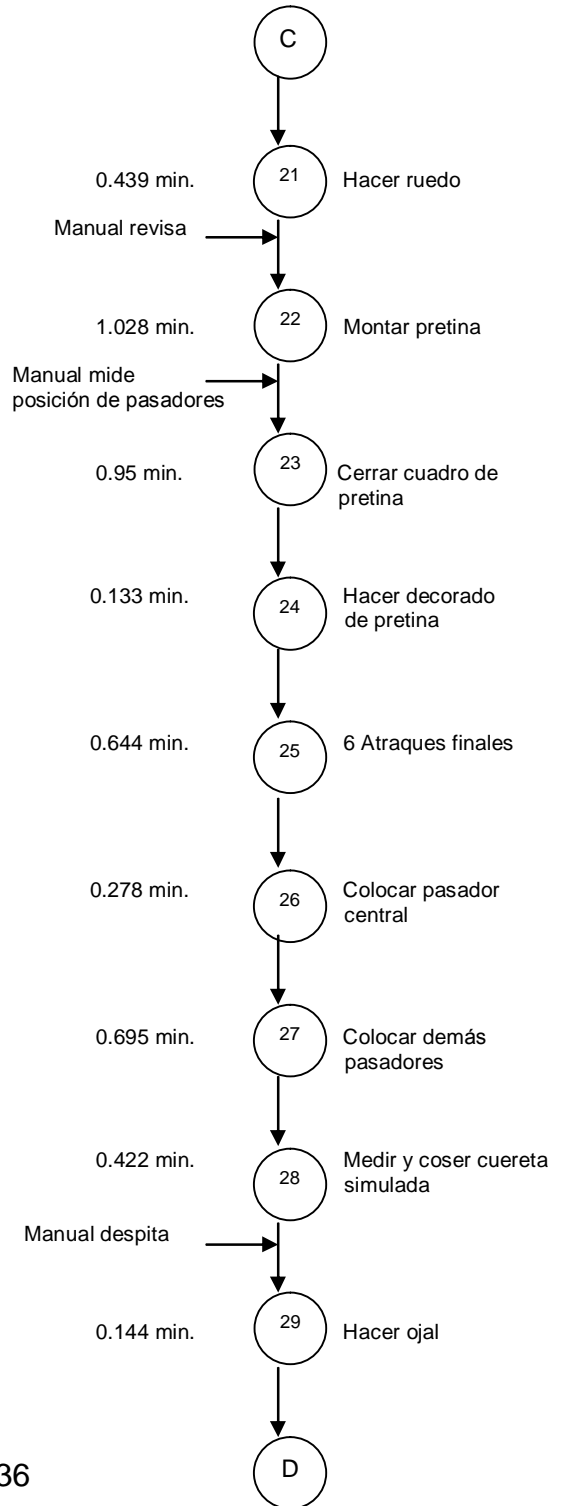 C
0.439 min. 21 Hacer ruedo
Manual revisa
1.028 min. 22 Montar pretina
Manual mide
posición de pasadores
0.95 min. 23 Cerrar cuadro de
pretina
0.133 min. 24 Hacer decorado
de pretina
0.644 min. 25 6 Atraques finales
0.278 min. 26 Colocar pasador
central
0.695 min. 27 Colocar demás
pasadores
0.422 min. 28 Medir y coser cuereta
simulada
Manual despita
0.144 min. 29 Hacer ojal
D
36